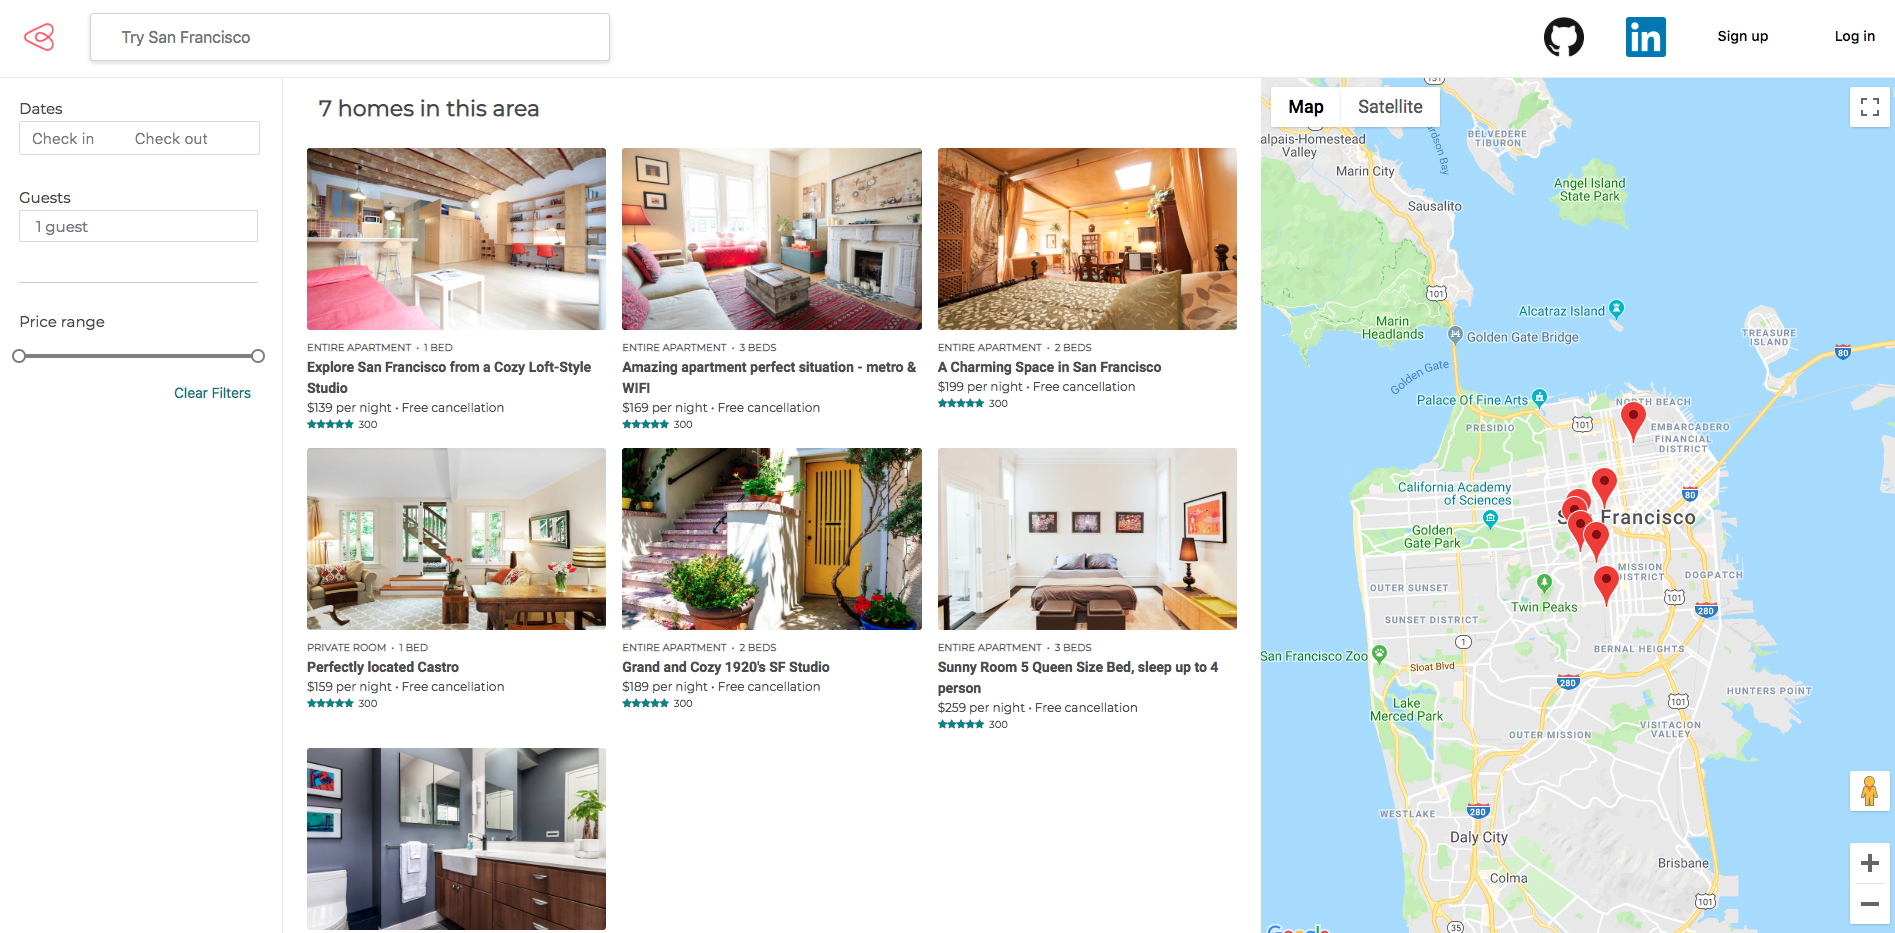 Try San Francisco
in
Sign up
Log in
Dates
Check in
Check out
Guests
1 guest
Price range
Clear Filters
7 homes in this area
ENTIRE APARTMENT · 1 BED
Explore San Francisco from a Cozy Loft-Style
Studio
$139 per night · Free cancellation
300
ENTIRE APARTMENT · 3 BEDS
Amazing apartment perfect situation - metro &
WIFI
$169 per night · Free cancellation
300
ENTIRE APARTMENT · 2 BEDS
A Charming Space in San Francisco
$199 per night · Free cancellation
300
PRIVATE ROOM · 1 BED
Perfectly located Castro
$159 per night · Free cancellation
300
ENTIRE APARTMENT · 2 BEDS
Grand and Cozy 1920's SF Studio
$189 per night · Free cancellation
300
ENTIRE APARTMENT · 3 BEDS
Sunny Room 5 Queen Size Bed, sleep up to 4
person
$259 per night · Free cancellation
300
Map
Satellite
131
alpais-Homestead
Valley
Marin City
Sausalito
BELVEDERE
TIBURON
Angel Island
State Park
101
Alcatraz Island
Marin
Headlands
Golden Gate Bridge
TREASURE
ISLAND
80
Golden Gate
Palace Of Fine Arts
NORTH BEACH
PRESIDIO
101
EMBARCADERO
FINANCIAL
DISTRICT
California Academy
of Sciences
80
Francisco
Golden
Gate Park
MISSION
DISTRICT
DOGPATCH
OUTER SUNSET
101
Twin Peaks
280
SUNSET DISTRICT
1
San Francisco Zoo
Sloat Blvd
BERNAL HEIGHTS
280
HUNTERS POINT
Lake
Merced Park
101
VISITACION
VALLEY
OUTER MISSION
WESTLAKE
280
Daly City
Brisbane
Colma
101
35
Google